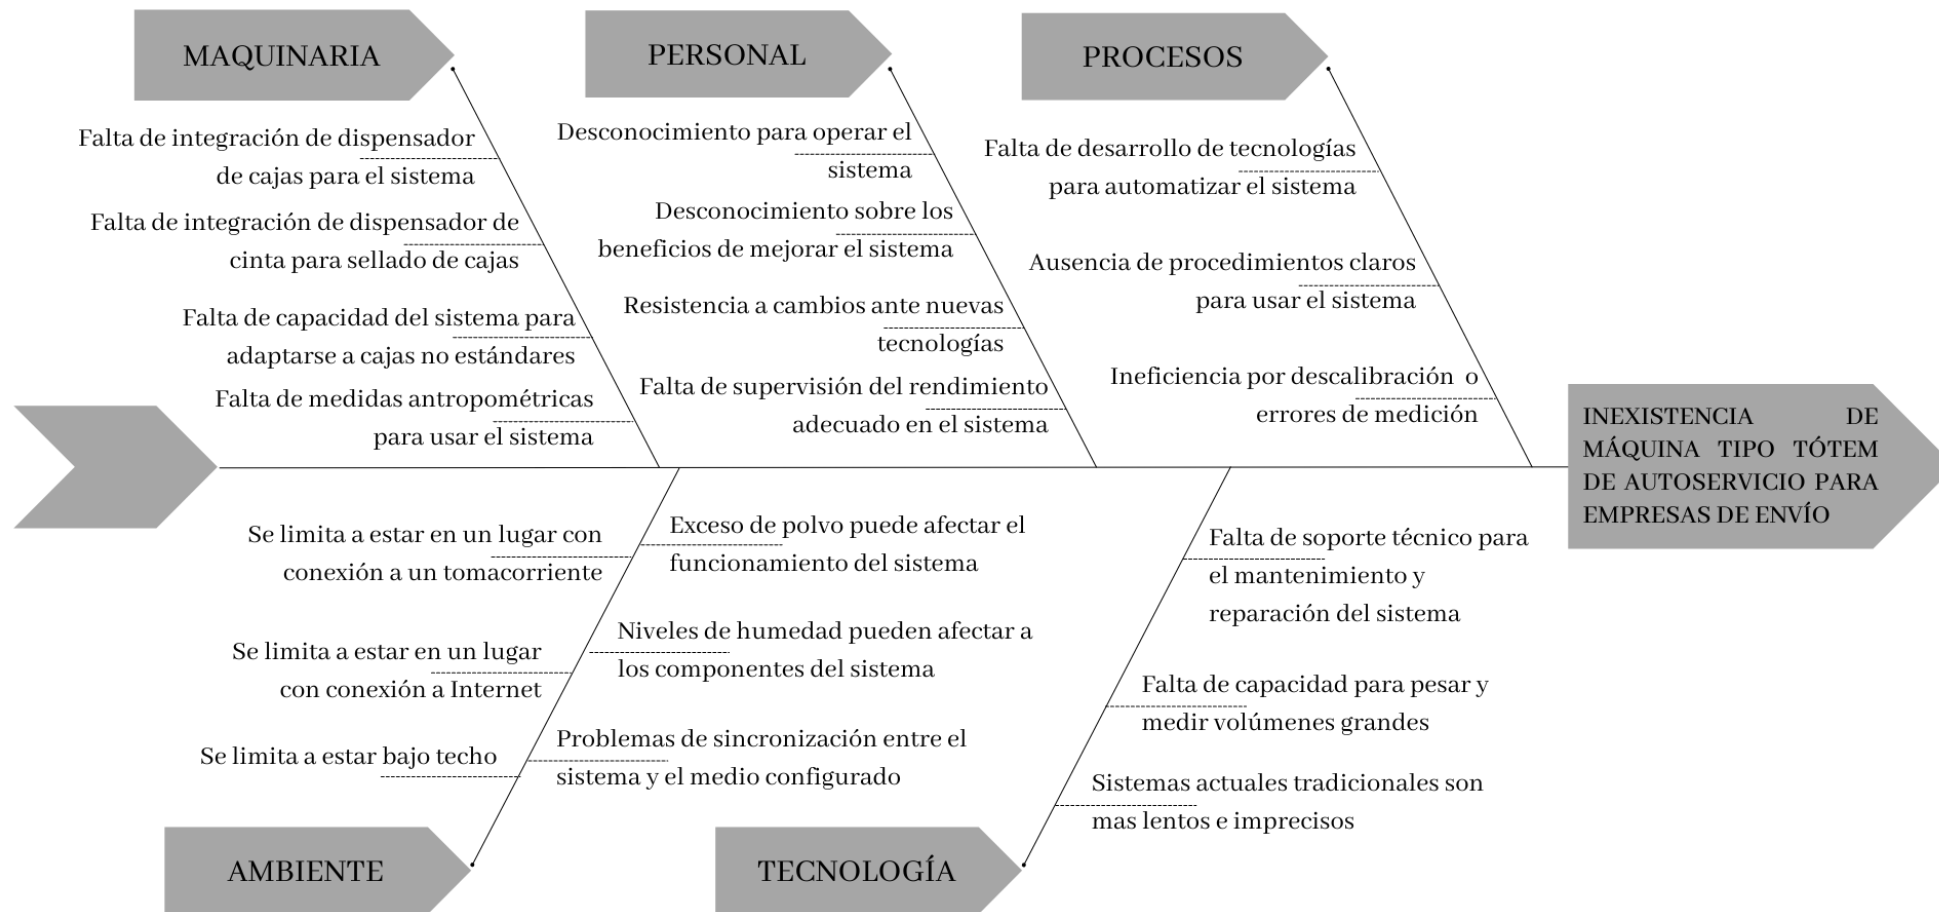 MAQUINARIA
Falta de integración de dispensador
de cajas para el sistema
Falta de integración de dispensador de
cinta para sellado de cajas
Falta de capacidad del sistema para
adaptarse a cajas no estándares
Falta de medidas antropométricas
para usar el sistema
PERSONAL
Desconocimiento para operar el
sistema
Desconocimiento sobre los
beneficios de mejorar el sistema
Resistencia a cambios ante nuevas
tecnologías
Falta de supervisión del rendimiento
adecuado en el sistema
PROCESOS
Falta de desarrollo de tecnologías
para automatizar el sistema
Ausencia de procedimientos claros
para usar el sistema
Ineficiencia por descalibración o
errores de medición
INEXISTENCIA DE
MÁQUINA TIPO TÓTEM
DE AUTOSERVICIO PARA
EMPRESAS DE ENVÍO
Se limita a estar en un lugar con
conexión a un tomacorriente
Se limita a estar en un lugar
con conexión a Internet
Se limita a estar bajo techo
Exceso de polvo puede afectar el
funcionamiento del sistema
Niveles de humedad pueden afectar a
los componentes del sistema
Problemas de sincronización entre el
sistema y el medio configurado
AMBIENTE
Falta de soporte técnico para
el mantenimiento y
reparación del sistema
Falta de capacidad para pesar y
medir volúmenes grandes
Sistemas actuales tradicionales son
mas lentos e imprecisos
TECNOLOGÍA